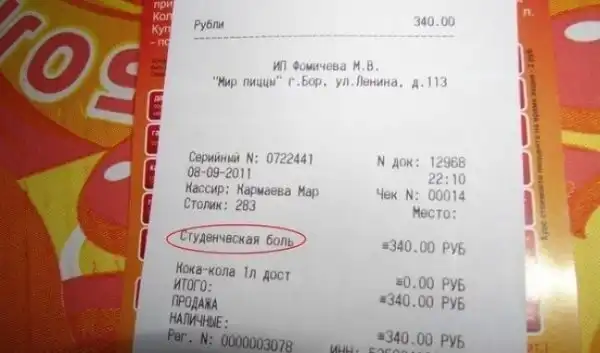 Рубли 340.00
ИП Фомичева М.В.
"Мир пиццы" г.Бор, ул.Ленина, д.113
Серийный N: 0722441 N док: 12968
08-09-2011 22:10
Кассир: Кармаева Мар Чек N: 00014
Столик: 283 Место:
Студенческая боль ≡340.00 РУБ
Кока-кола 1л дост ≡0.00 РУБ
ИТОГО: ≡340.00 РУБ
ПРОДАЖА
НАЛИЧНЫЕ: ≡340.00 РУБ
Рег. N: 0000003078 ИНН: